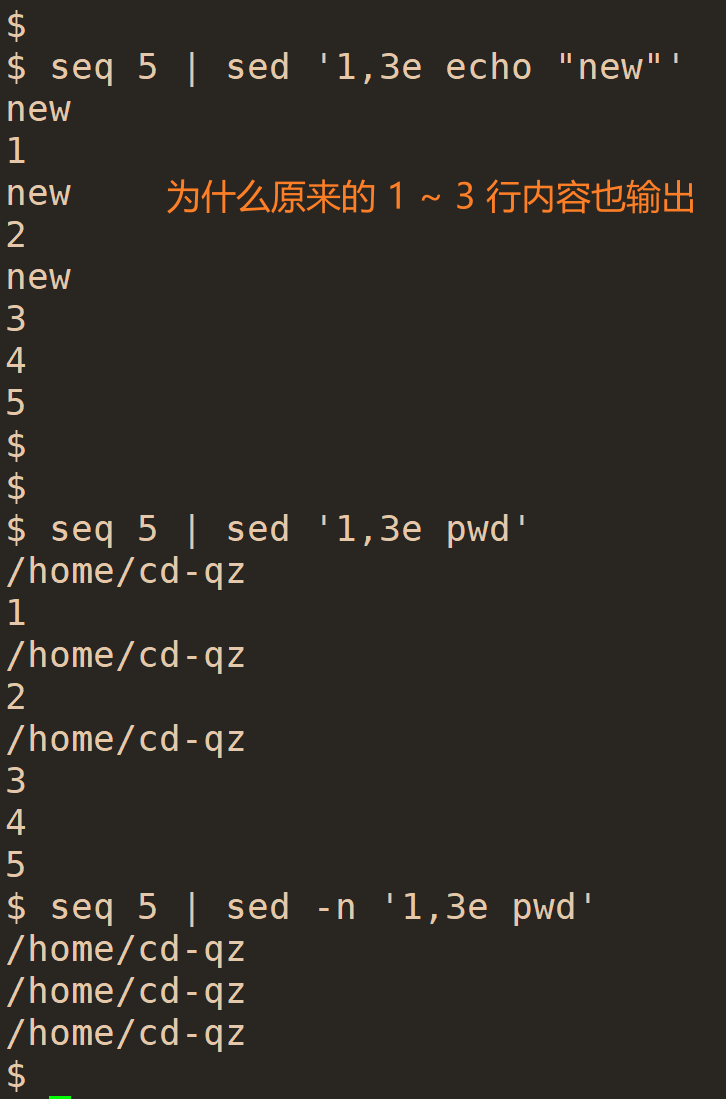 $
$ seq 5 | sed '1,3e echo "new"'
new
1
new 为什么原来的 1 ~ 3 行内容也输出
2
new
3
4
5
$
$
$ seq 5 | sed '1,3e pwd'
/home/cd-qz
1
/home/cd-qz
2
/home/cd-qz
3
4
5
$ seq 5 | sed -n '1,3e pwd'
/home/cd-qz
/home/cd-qz
/home/cd-qz
$